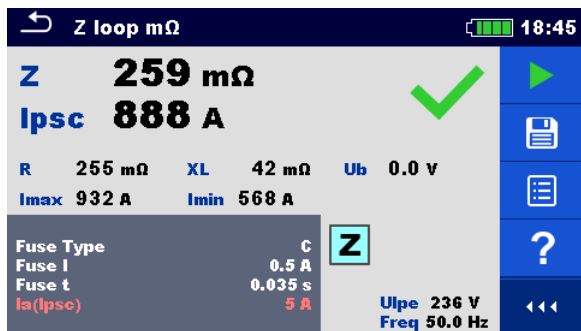 Z loop mΩ 18:45
Z 259 mΩ
Ipsc 888 A
R 255 mΩ XL 42 mΩ Ub 0.0 V
Imax 932 A Imin 568 A
Fuse Type C
Z
Fuse I 0.5 A
Fuse t 0.035 s
Ia(Ipsc) 5 A
Ulpe 236 V
Freq 50.0 Hz
?